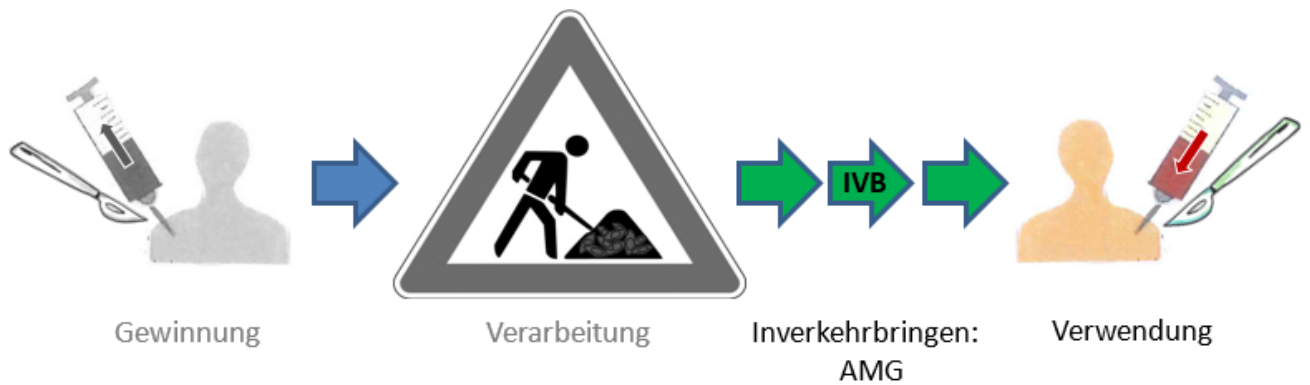 IVB
Gewinnung
Verarbeitung
Inverkehrbringen:
AMG
Verwendung